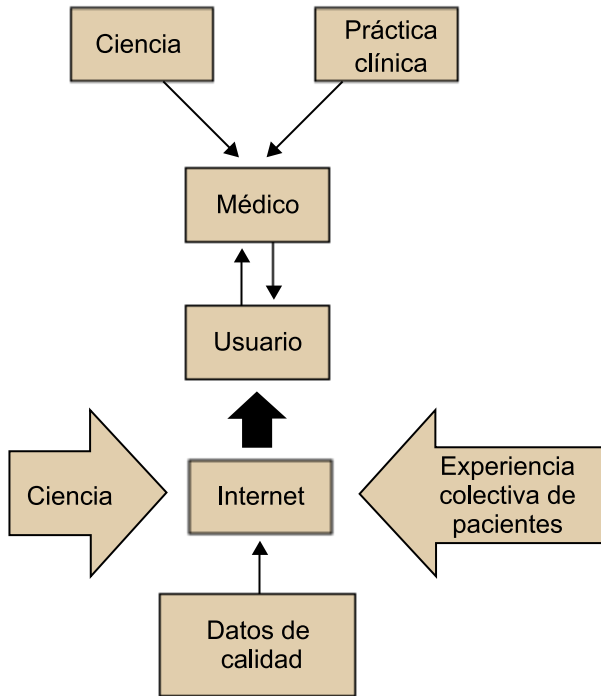 Ciencia
Práctica
clínica
Médico
Usuario
Ciencia
Internet
Experiencia
colectiva de
pacientes
Datos de
calidad